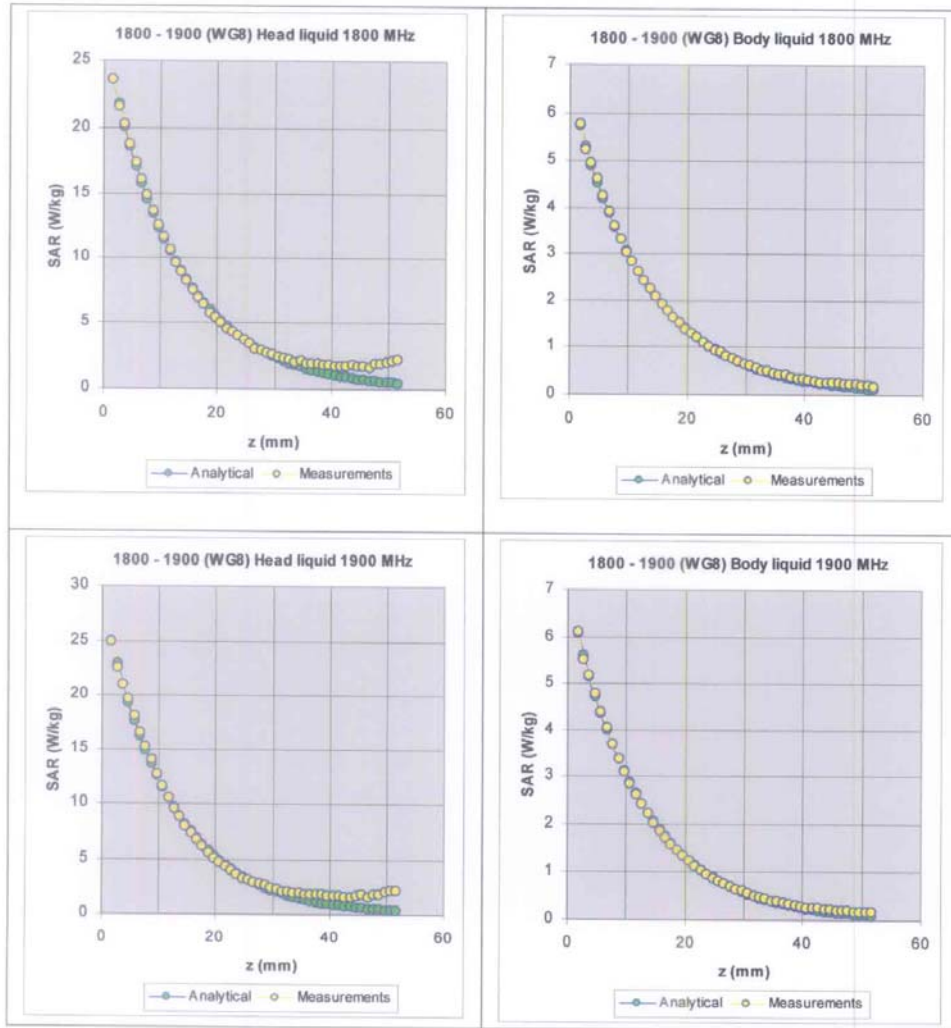 1800 - 1900 (WG8) Head liquid 1800 MHz
25
20
15
10
5
0
SAR (W/kg)
0 20 40 60
z (mm)
Analytical Measurements
1800 - 1900 (WG8) Body liquid 1800 MHz
7
6
5
4
3
2
1
0
SAR (W/kg)
0 20 40 60
z (mm)
Analytical Measurements
1800 - 1900 (WG8) Head liquid 1900 MHz
30
25
20
15
10
5
0
SAR (W/kg)
0 20 40 60
z (mm)
Analytical Measurements
1800 - 1900 (WG8) Body liquid 1900 MHz
7
6
5
4
3
2
1
0
SAR (W/kg)
0 20 40 60
z (mm)
Analytical Measurements